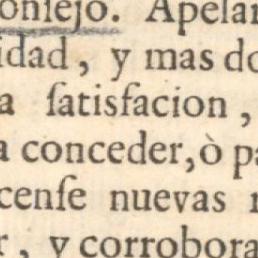 onſejo. Apelar
idad, y mas do
a ſatisfacion,
a conceder, ò pa
cenſe nuevas r
r, y corrobora